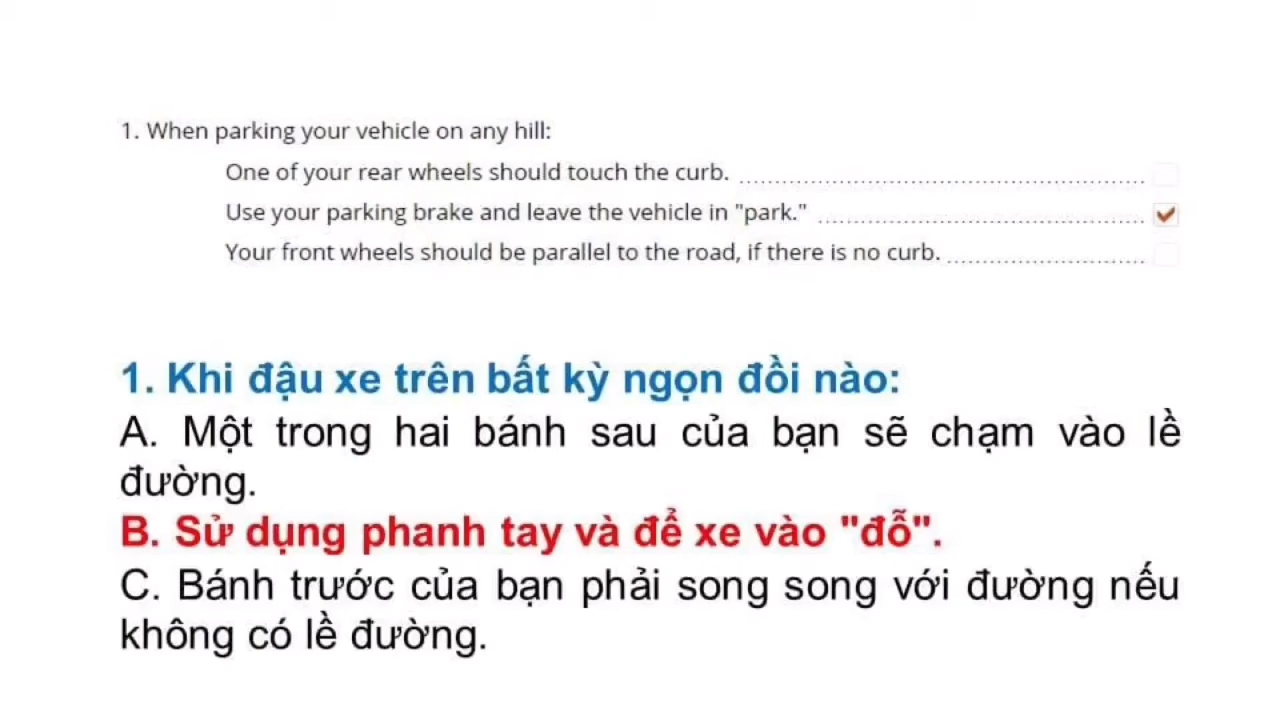 1. When parking your vehicle on any hill:
One of your rear wheels should touch the curb.
Use your parking brake and leave the vehicle in "park."
Your front wheels should be parallel to the road, if there is no curb.
1. Khi đậu xe trên bất kỳ ngọn đồi nào:
A. Một trong hai bánh sau của bạn sẽ chạm vào lề
đường.
B. Sử dụng phanh tay và để xe vào "đỗ".
C. Bánh trước của bạn phải song song với đường nếu
không có lề đường.